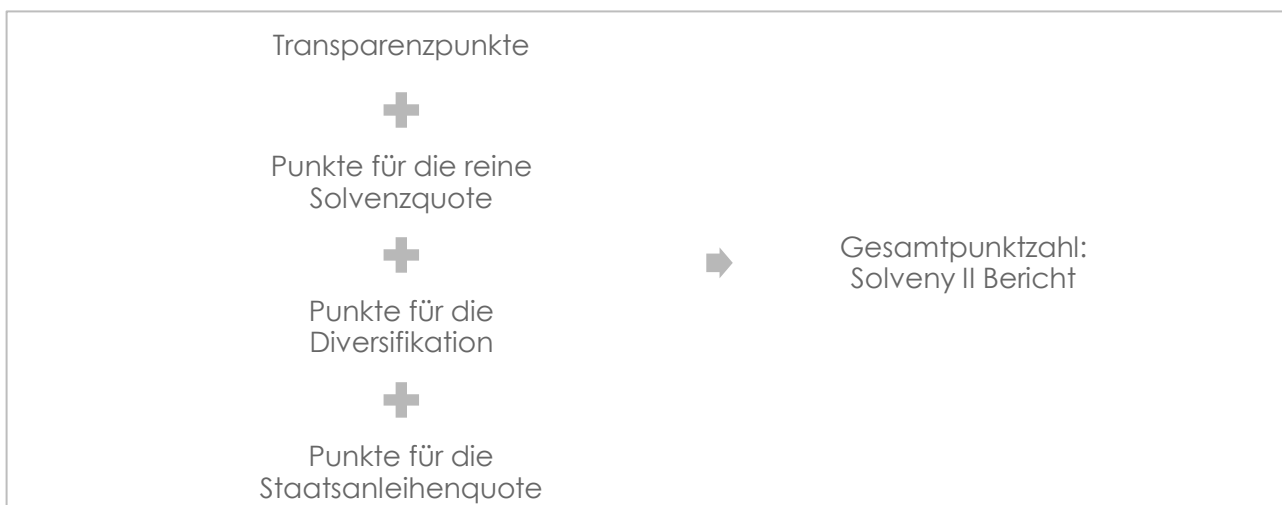 Transparenzpunkte
Punkte für die reine
Solvenzquote
Punkte für die
Diversifikation
Punkte für die
Staatsanleihenquote
Gesamtpunktzahl:
Solveny II Bericht